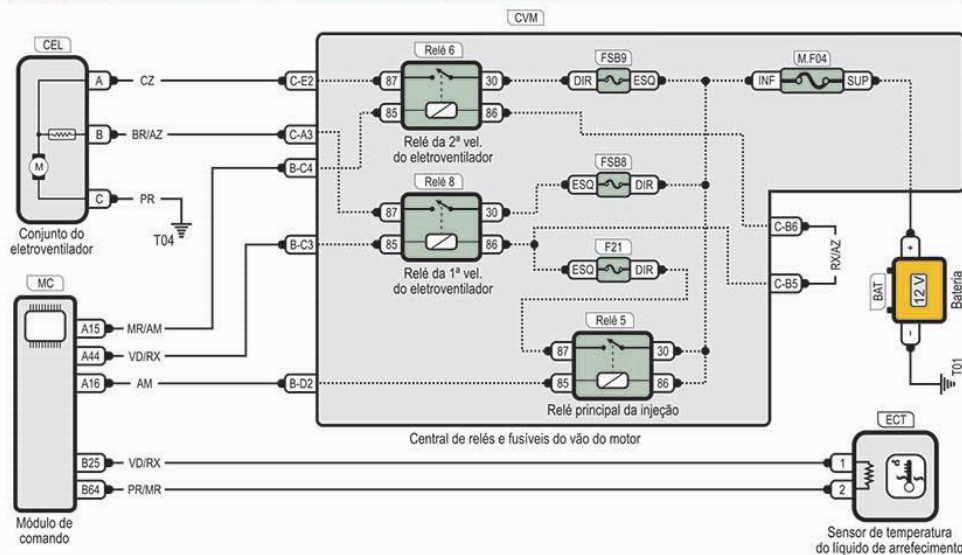 CVM
CEL
A
CZ
B
BR/AZ
C
PR
M
T04
Conjunto do
eletroventilador
C-E2
C-A3
B-C4
B-C3
B-D2
Relé 6
87
30
85
86
Relé da 2ª vel.
do eletroventilador
Relé 8
87
30
85
86
Relé da 1ª vel.
do eletroventilador
FSB9
DIR
ESQ
FSB8
ESQ
DIR
F21
ESQ
DIR
M.F04
INF
SUP
Relé 5
87
30
85
86
Relé principal da injeção
C-B6
C-B5
RX/AZ
Central de relés e fusíveis do vão do motor
+
BAT
12 V
Bateria
-
T01
MC
A15
MR/AM
A44
VD/RX
A16
AM
B25
VD/RX
B64
PR/MR
Módulo de
comando
ECT
1
2
Sensor de temperatura
do líquido de arrefecimento